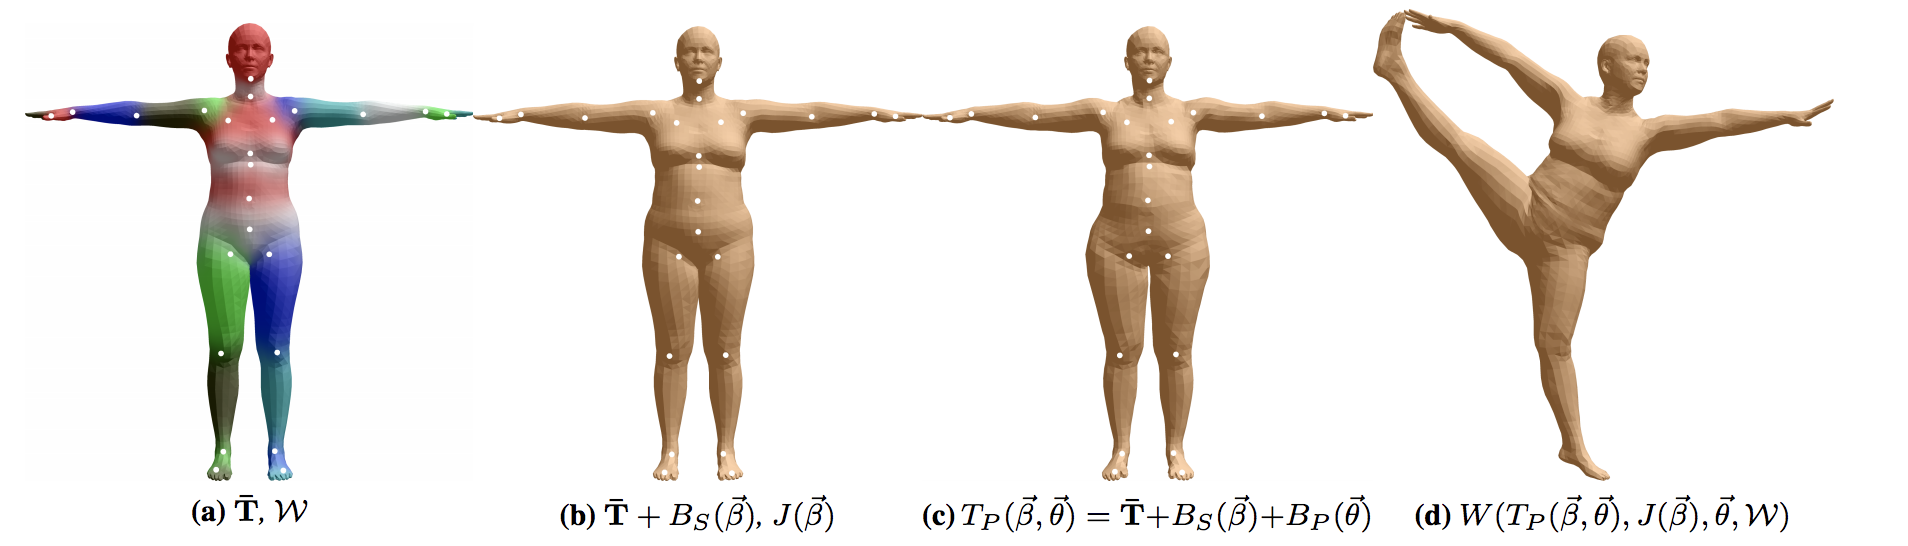 (a) T̄, 𝒲 (b) T̄ + B_S(β⃗), J(β⃗) (c) T_P(β⃗, θ⃗) = T̄+B_S(β⃗)+B_P(θ⃗) (d) W(T_P(β⃗, θ⃗), J(β⃗), θ⃗, 𝒲)